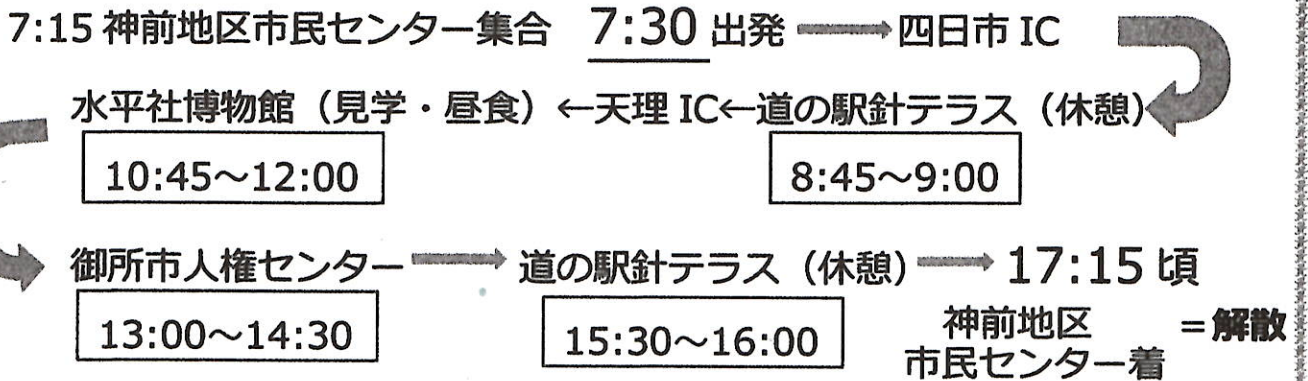 7:15 神前地区市民センター集合 7:30 出発 → 四日市 IC
水平社博物館（見学・昼食）←天理 IC←道の駅針テラス（休憩）
10:45～12:00 8:45～9:00
御所市人権センター → 道の駅針テラス（休憩） → 17:15 頃
13:00～14:30 15:30～16:00 神前地区 ＝解散
市民センター着